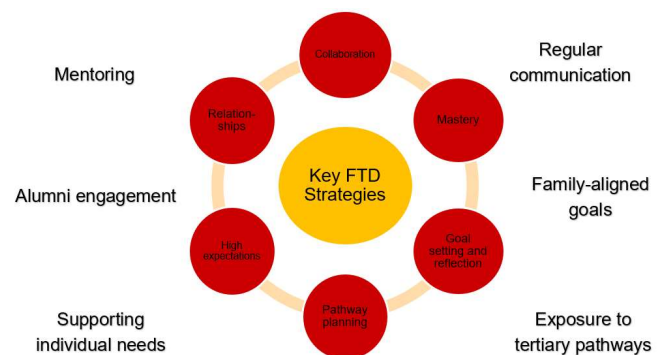 Collaboration
Regular
communication
Mentoring
Relation-
ships
Mastery
Key FTD
Strategies
Alumni engagement
Family-aligned
goals
High
expectations
Goal
setting and
reflection
Pathway
planning
Supporting
individual needs
Exposure to
tertiary pathways